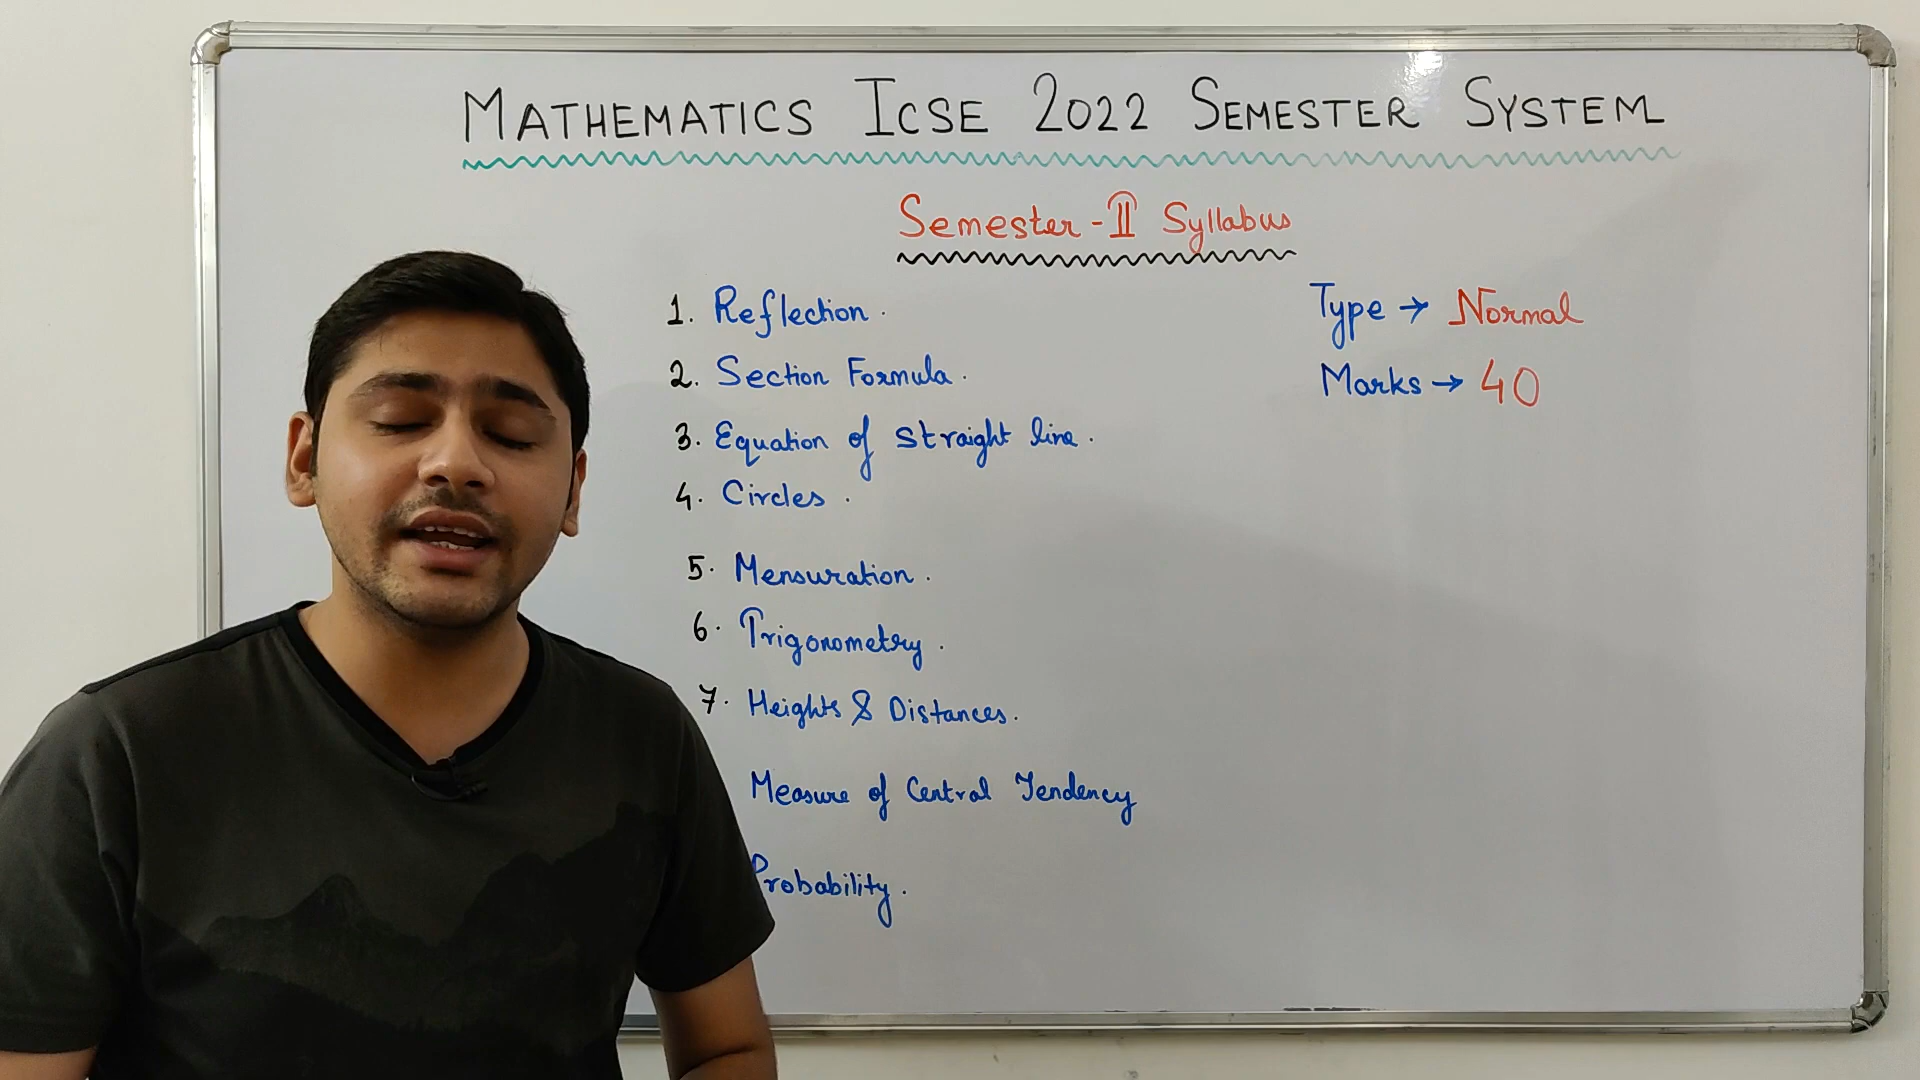 MATHEMATICS ICSE 2022 SEMESTER SYSTEM
Semester-II Syllabus
1. Reflection.
2. Section Formula.
3. Equation of straight line.
4. Circles.
5. Mensuration.
6. Trigonometry.
7. Heights & Distances.
Measure of Central Tendency
Probability.
Type → Normal
Marks → 40